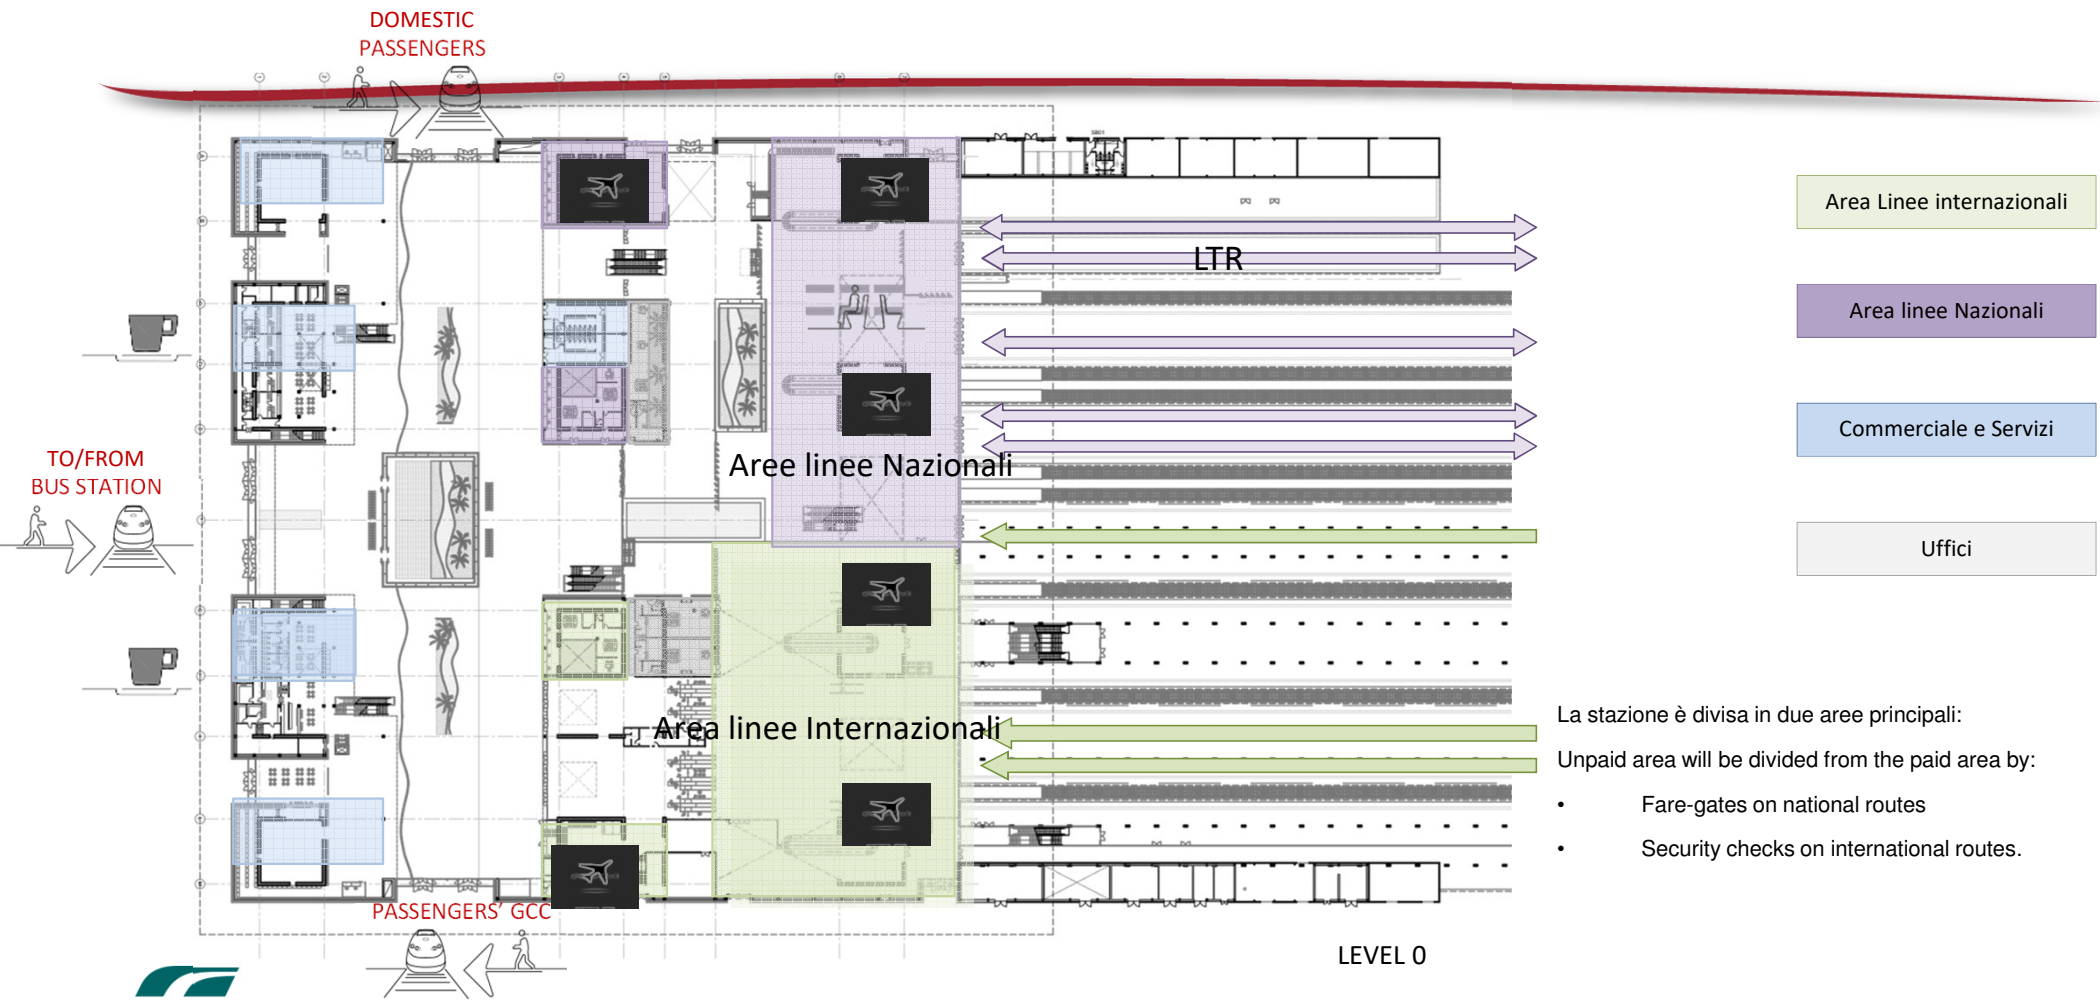 DOMESTIC
PASSENGERS
Area Linee internazionali
LTR
Area linee Nazionali
Commerciale e Servizi
TO/FROM
BUS STATION
Aree linee Nazionali
Uffici
Area linee Internazionali
La stazione è divisa in due aree principali:
Unpaid area will be divided from the paid area by:
• Fare-gates on national routes
• Security checks on international routes.
PASSENGERS' GCC
LEVEL 0